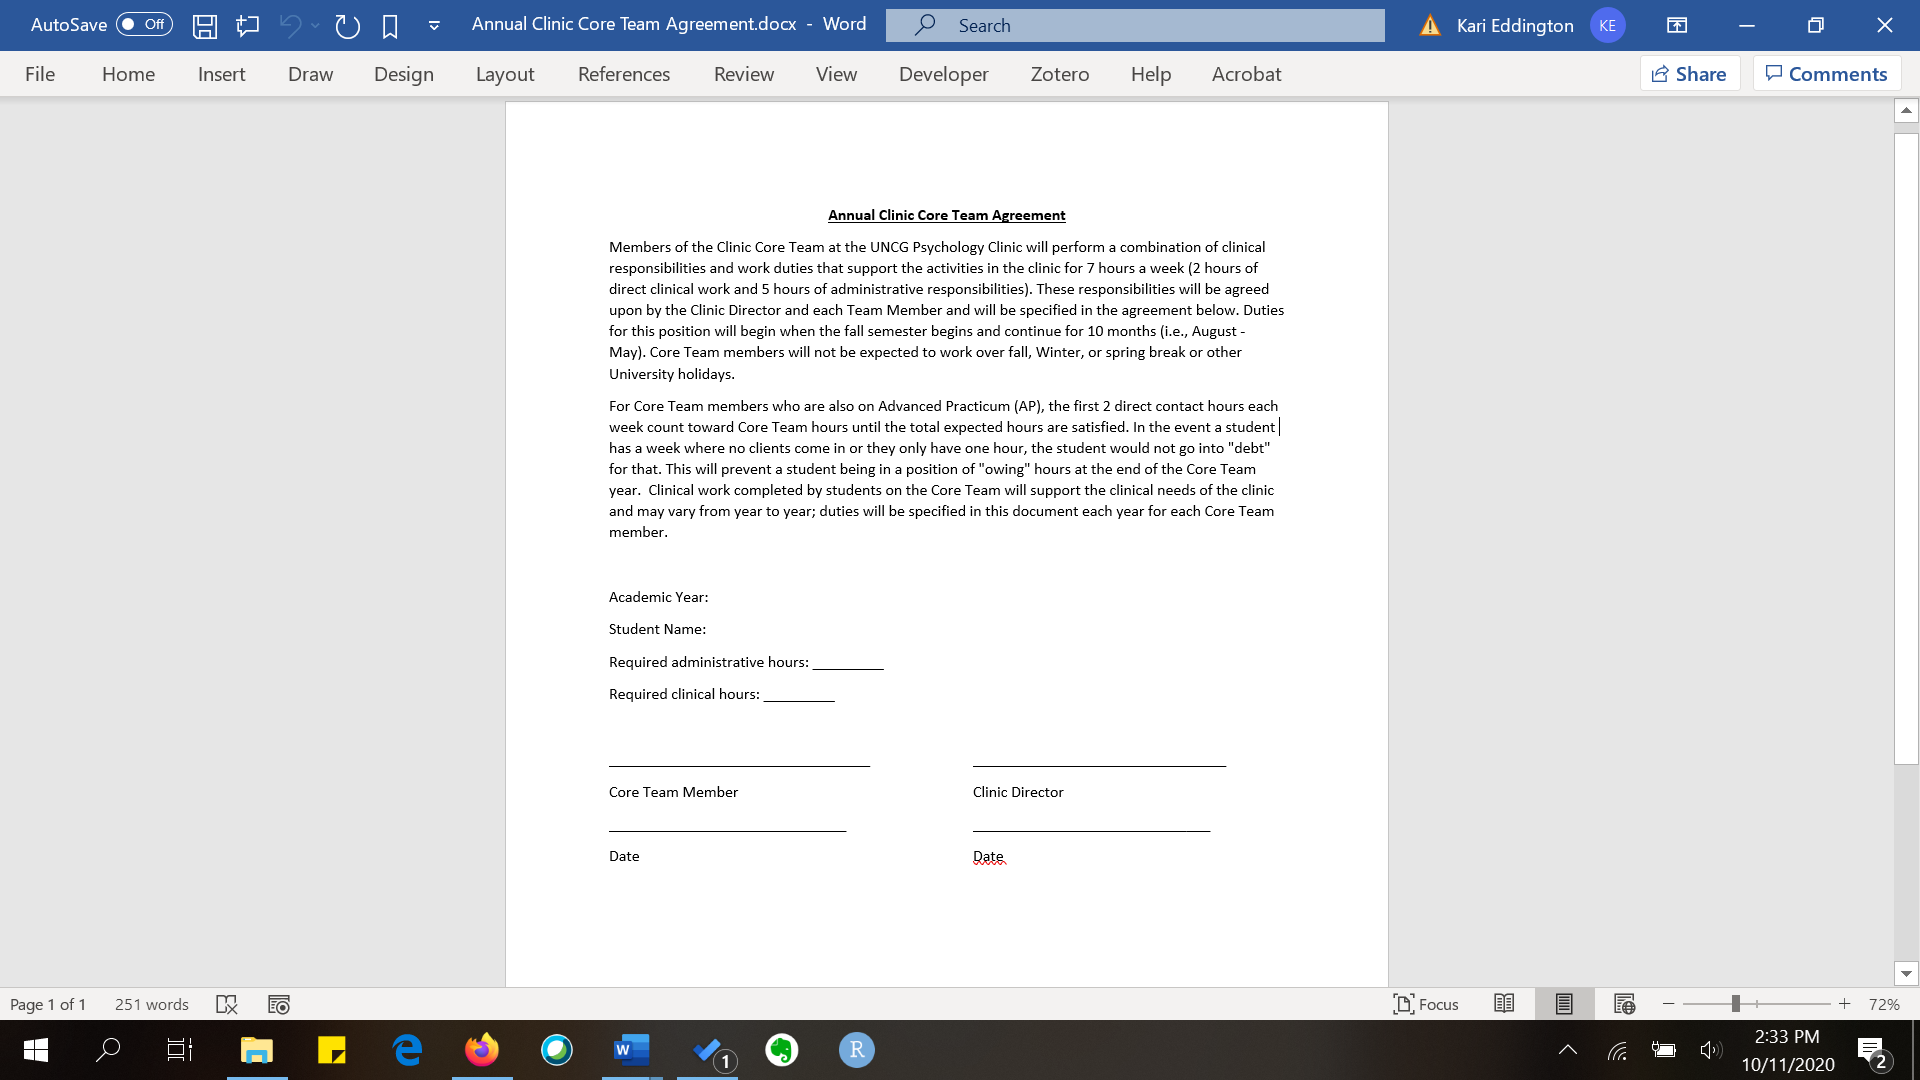 AutoSave Off Annual Clinic Core Team Agreement.docx - Word Search Kari Eddington KE
File Home Insert Draw Design Layout References Review View Developer Zotero Help Acrobat Share Comments
Annual Clinic Core Team Agreement
Members of the Clinic Core Team at the UNCG Psychology Clinic will perform a combination of clinical
responsibilities and work duties that support the activities in the clinic for 7 hours a week (2 hours of
direct clinical work and 5 hours of administrative responsibilities). These responsibilities will be agreed
upon by the Clinic Director and each Team Member and will be specified in the agreement below. Duties
for this position will begin when the fall semester begins and continue for 10 months (i.e., August -
May). Core Team members will not be expected to work over fall, Winter, or spring break or other
University holidays.
For Core Team members who are also on Advanced Practicum (AP), the first 2 direct contact hours each
week count toward Core Team hours until the total expected hours are satisfied. In the event a student
has a week where no clients come in or they only have one hour, the student would not go into "debt"
for that. This will prevent a student being in a position of "owing" hours at the end of the Core Team
year.  Clinical work completed by students on the Core Team will support the clinical needs of the clinic
and may vary from year to year; duties will be specified in this document each year for each Core Team
member.
Academic Year:
Student Name:
Required administrative hours: _________
Required clinical hours: _________
Core Team Member Clinic Director
Date Date
Page 1 of 1 251 words Focus 72%
W 1 R 2:33 PM
10/11/2020 2